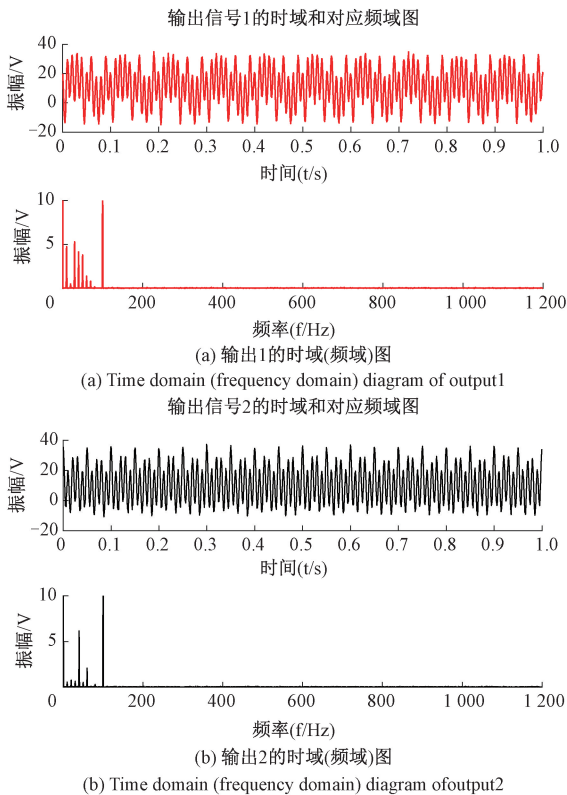 输出信号1的时域和对应频域图
40
20
0
−20
振幅/V
0 0.1 0.2 0.3 0.4 0.5 0.6 0.7 0.8 0.9 1.0
时间(t/s)
10
5
振幅/V
0 200 400 600 800 1 000 1 200
频率(f/Hz)
(a) 输出1的时域(频域)图
(a) Time domain (frequency domain) diagram of output1
输出信号2的时域和对应频域图
40
20
0
−20
振幅/V
0 0.1 0.2 0.3 0.4 0.5 0.6 0.7 0.8 0.9 1.0
时间(t/s)
10
5
振幅/V
0 200 400 600 800 1 000 1 200
频率(f/Hz)
(b) 输出2的时域(频域)图
(b) Time domain (frequency domain) diagram ofoutput2